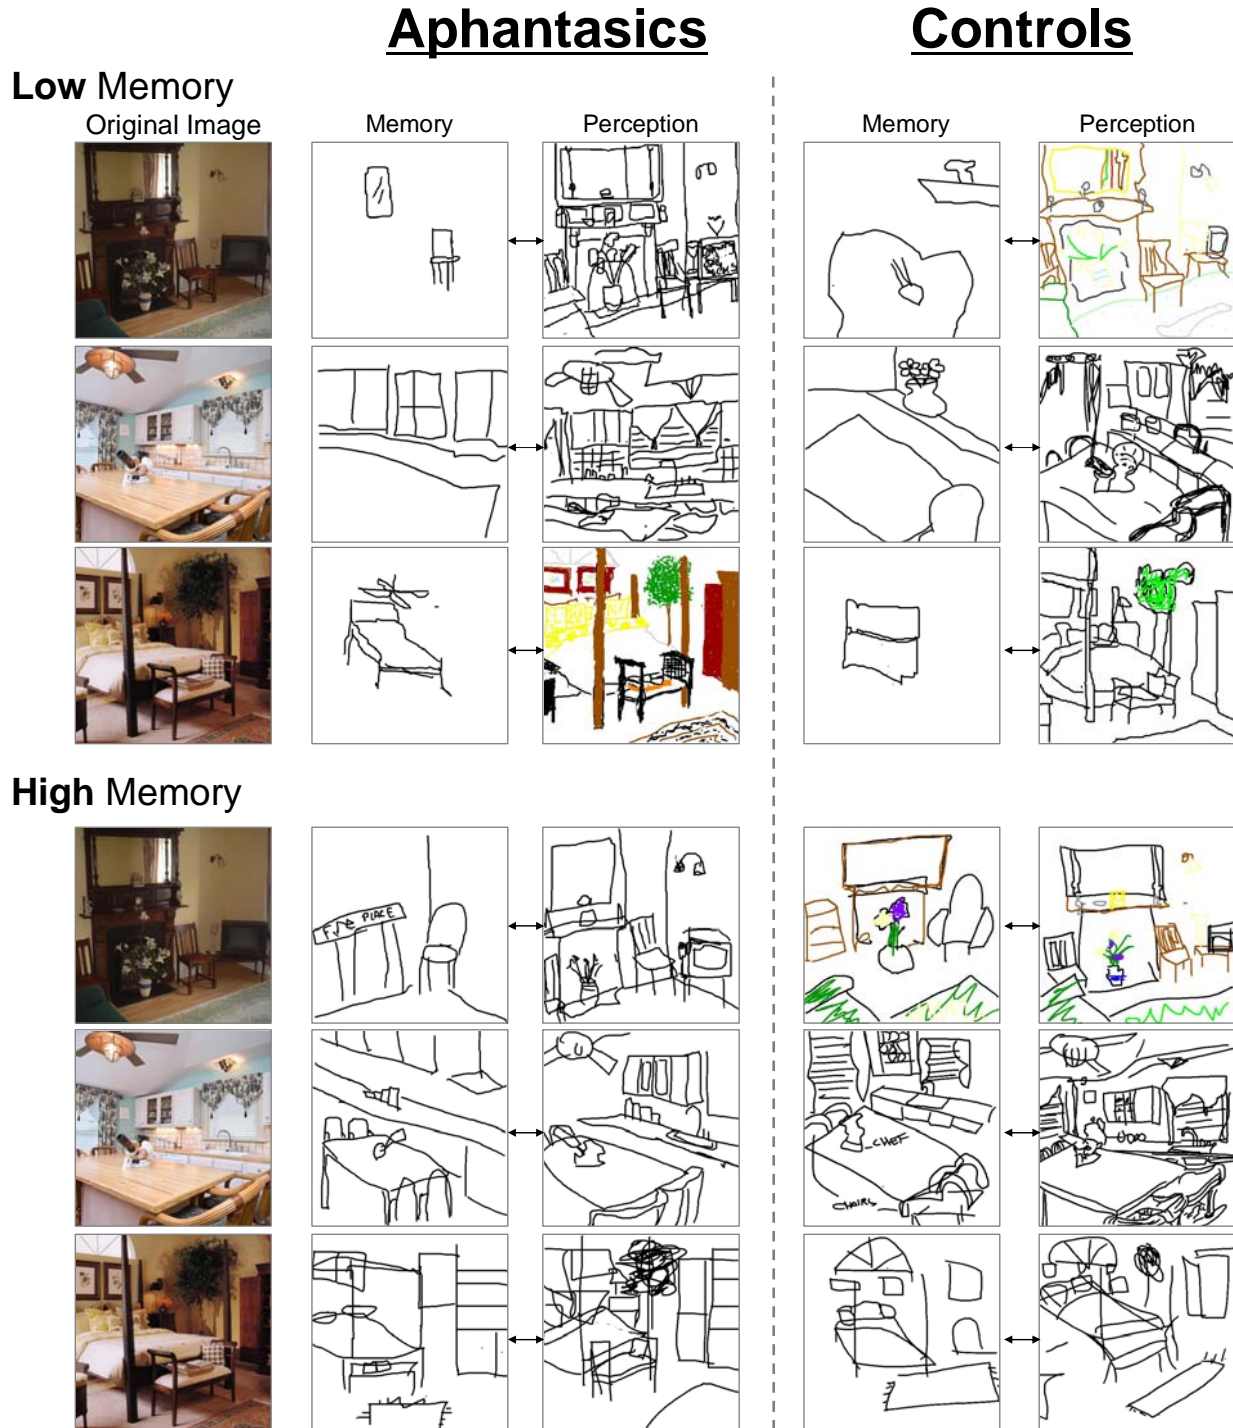 Aphantasics Controls
Low Memory
Original Image Memory Perception Memory Perception
High Memory
FIRE PLACE
CHEF
CHAIRS